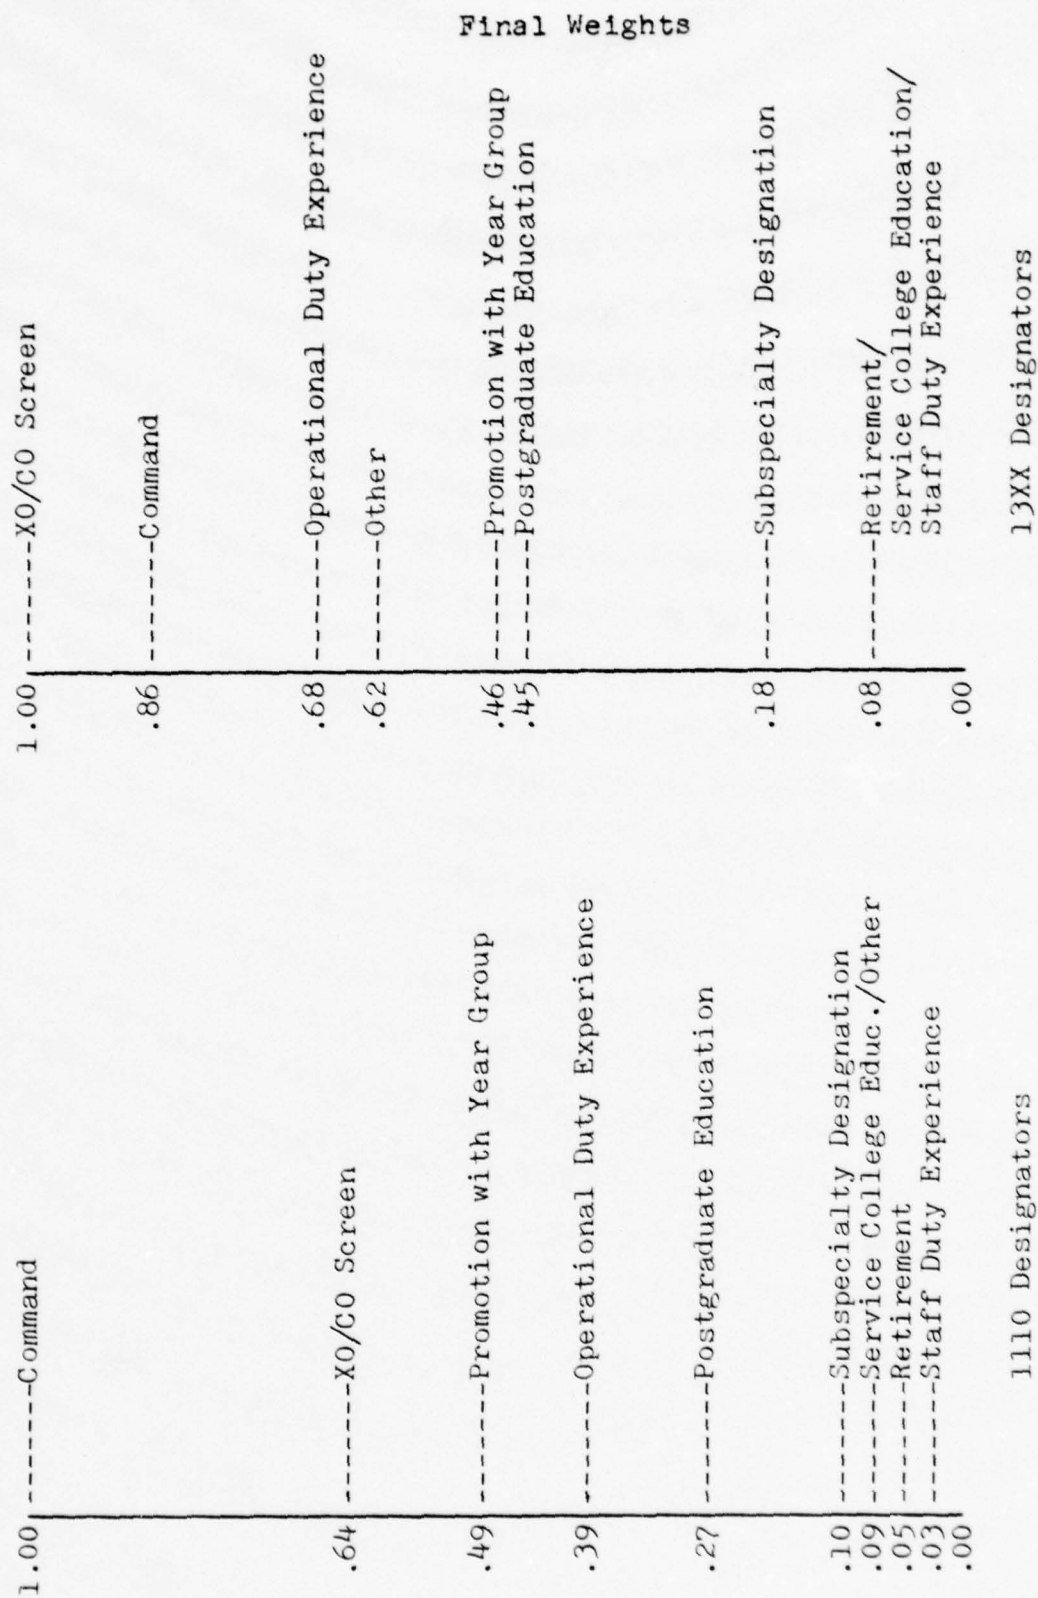 Final Weights
1.00 -------Command
.64 -------XO/CO Screen
.49 -------Promotion with Year Group
.39 -------Operational Duty Experience
.27 -------Postgraduate Education
.10 -------Subspecialty Designation
.09 -------Service College Educ./Other
.05 -------Retirement
.03 -------Staff Duty Experience
.00
1110 Designators
1.00 -------XO/CO Screen
.86 -------Command
.68 -------Operational Duty Experience
.62 -------Other
.46 -------Promotion with Year Group
.45 -------Postgraduate Education
.18 -------Subspecialty Designation
.08 -------Retirement/
Service College Education/
Staff Duty Experience
.00
13XX Designators